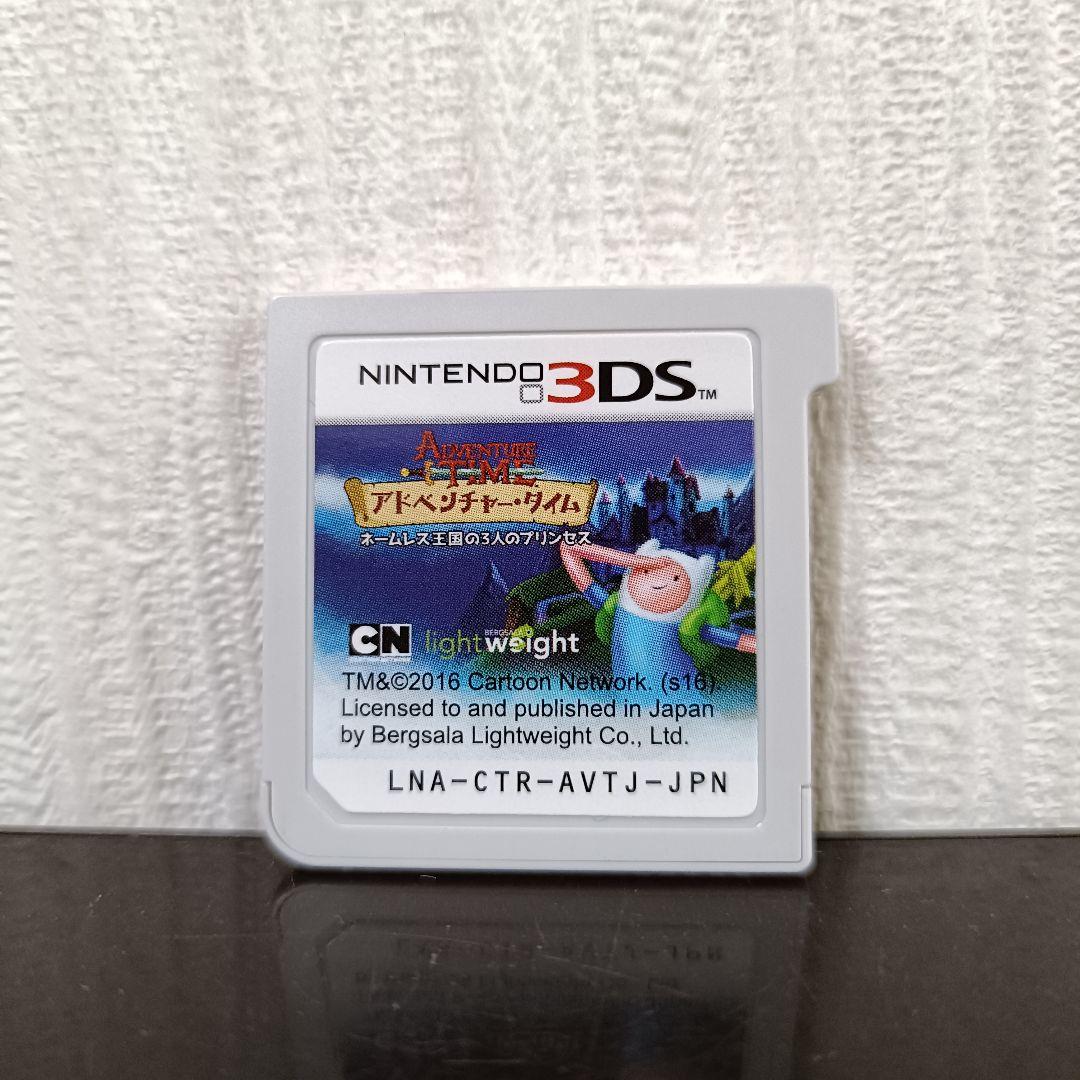 NINTENDO 3DS™
ADVENTURE
TIME
アドベンチャー・タイム
ネームレス王国の3人のプリンセス
CN
BERGSALA
lightweight
TM&©2016 Cartoon Network. (s16).
Licensed to and published in Japan
by Bergsala Lightweight Co., Ltd.
LNA-CTR-AVTJ-JPN